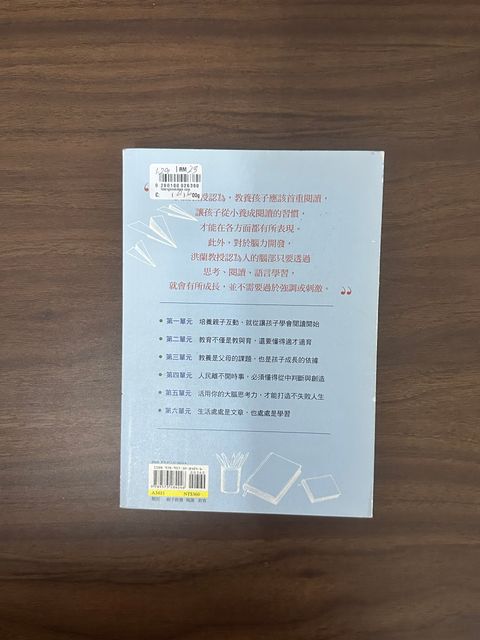 RM 23
9 280100 026360
授認為，教養孩子應該首重閱讀，
讓孩子從小養成閱讀的習慣，
才能在各方面都有所表現。
此外，對於腦力開發，
洪蘭教授認為人的腦部只要透過
思考、閱讀、語言學習，
就會有所成長，並不需要過於強調或刺激。
第一單元 培養親子互動，就從讓孩子學會閱讀開始
第二單元 教育不僅是教與育，還要懂得適才適育
第三單元 教養是父母的課題，也是孩子成長的依據
第四單元 人民離不開時事，必須懂得從中判斷與創造
第五單元 活用你的大腦思考力，才能打造不失敗人生
第六單元 生活處處是文章，也處處是學習
A3411 NT$360